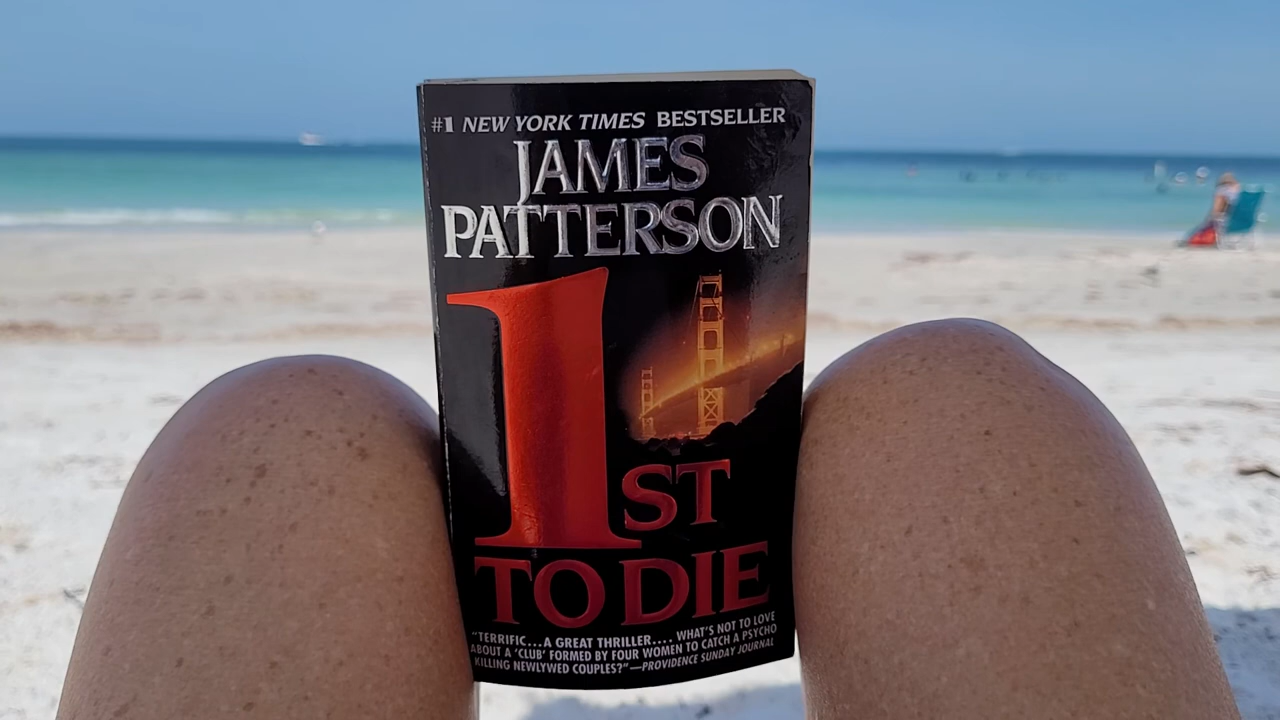 #1 NEW YORK TIMES BESTSELLER
JAMES
PATTERSON
1ST
TO DIE
"TERRIFIC...A GREAT THRILLER.... WHAT'S NOT TO LOVE
ABOUT A 'CLUB' FORMED BY FOUR WOMEN TO CATCH A PSYCHO
KILLING NEWLYWED COUPLES?"—PROVIDENCE SUNDAY JOURNAL